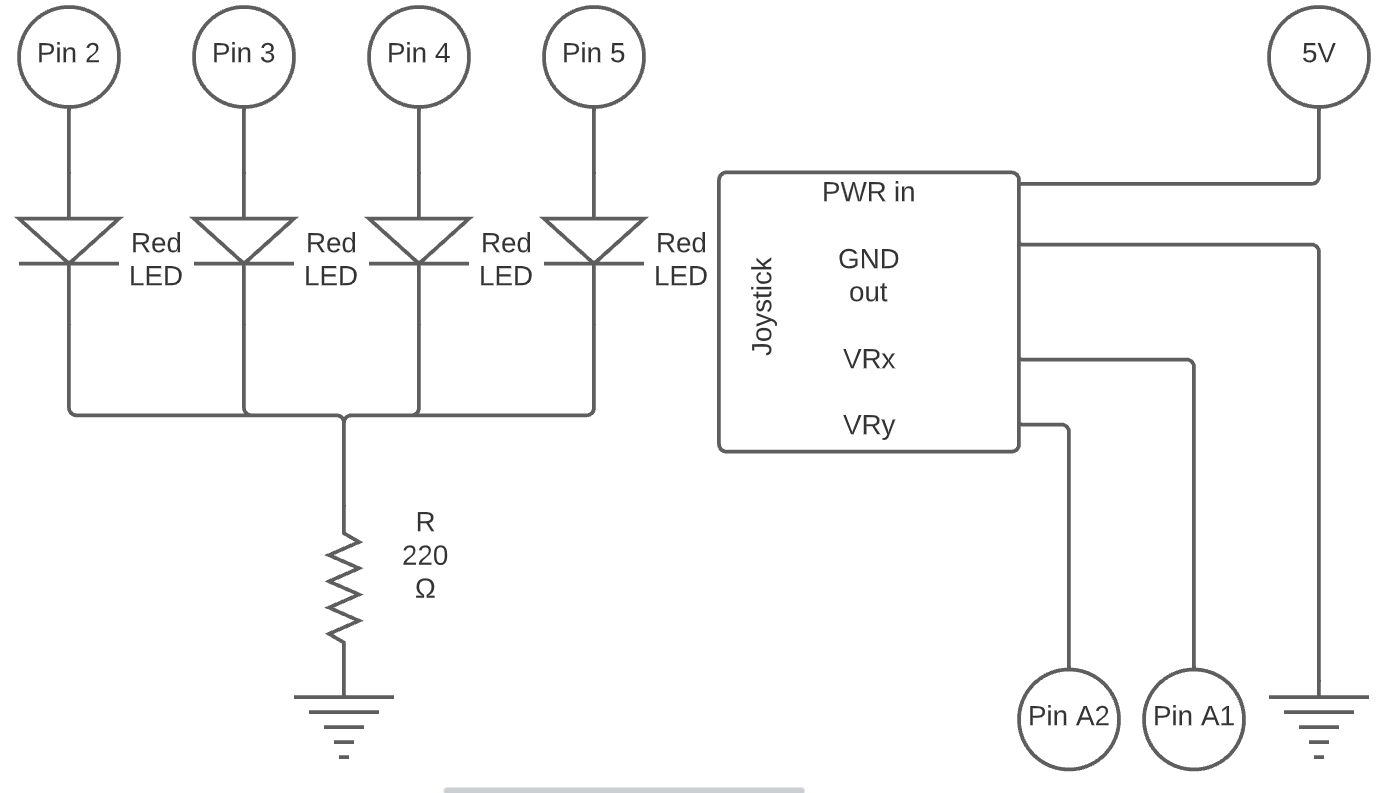 Pin 2
Pin 3
Pin 4
Pin 5
5V
Red
LED
Red
LED
Red
LED
Red
LED
Joystick
PWR in
GND
out
VRx
VRy
R
220
Ω
Pin A2
Pin A1